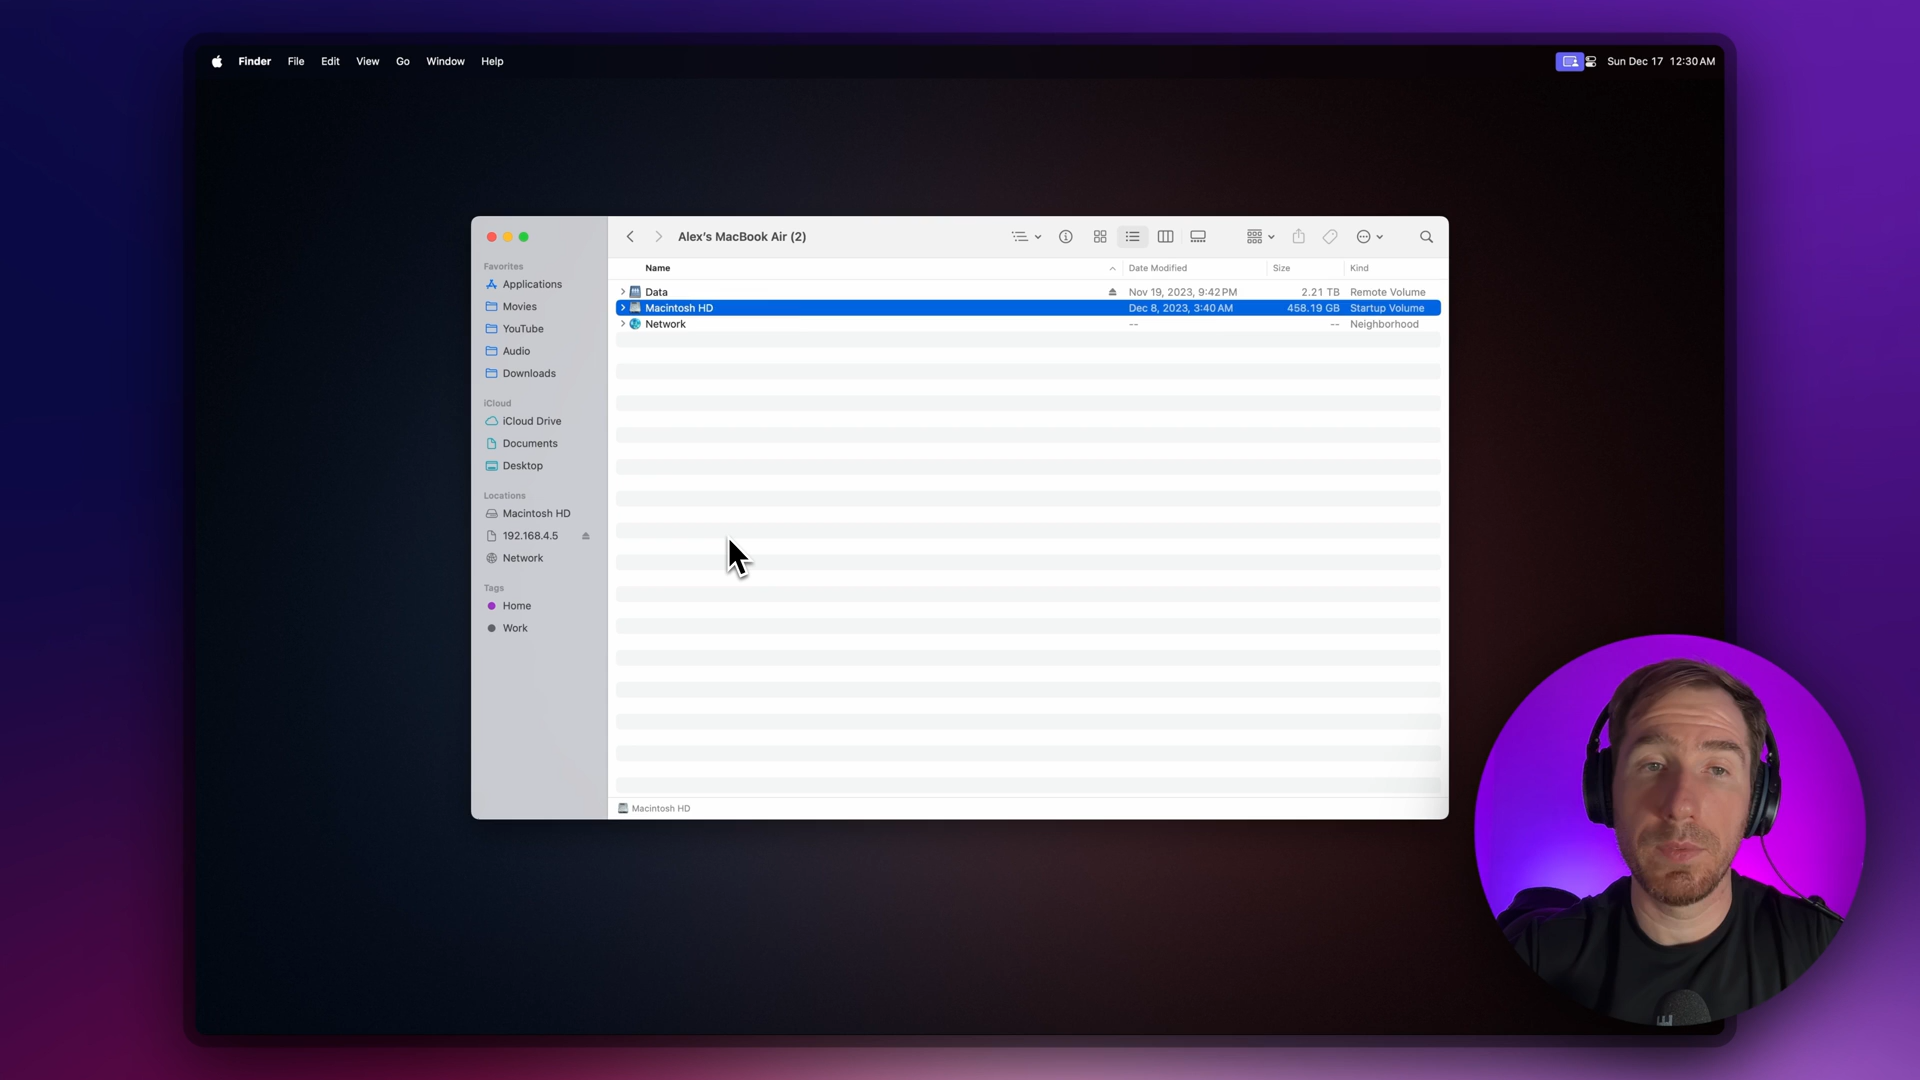 Finder File Edit View Go Window Help Sun Dec 17 12:30 AM
Alex's MacBook Air (2)
Favorites
Applications
Movies
YouTube
Audio
Downloads
iCloud
iCloud Drive
Documents
Desktop
Locations
Macintosh HD
192.168.4.5
Network
Tags
Home
Work
Name Date Modified Size Kind
Data Nov 19, 2023, 9:42 PM 2.21 TB Remote Volume
Macintosh HD Dec 8, 2023, 3:40 AM 458.19 GB Startup Volume
Network -- -- Neighborhood
Macintosh HD